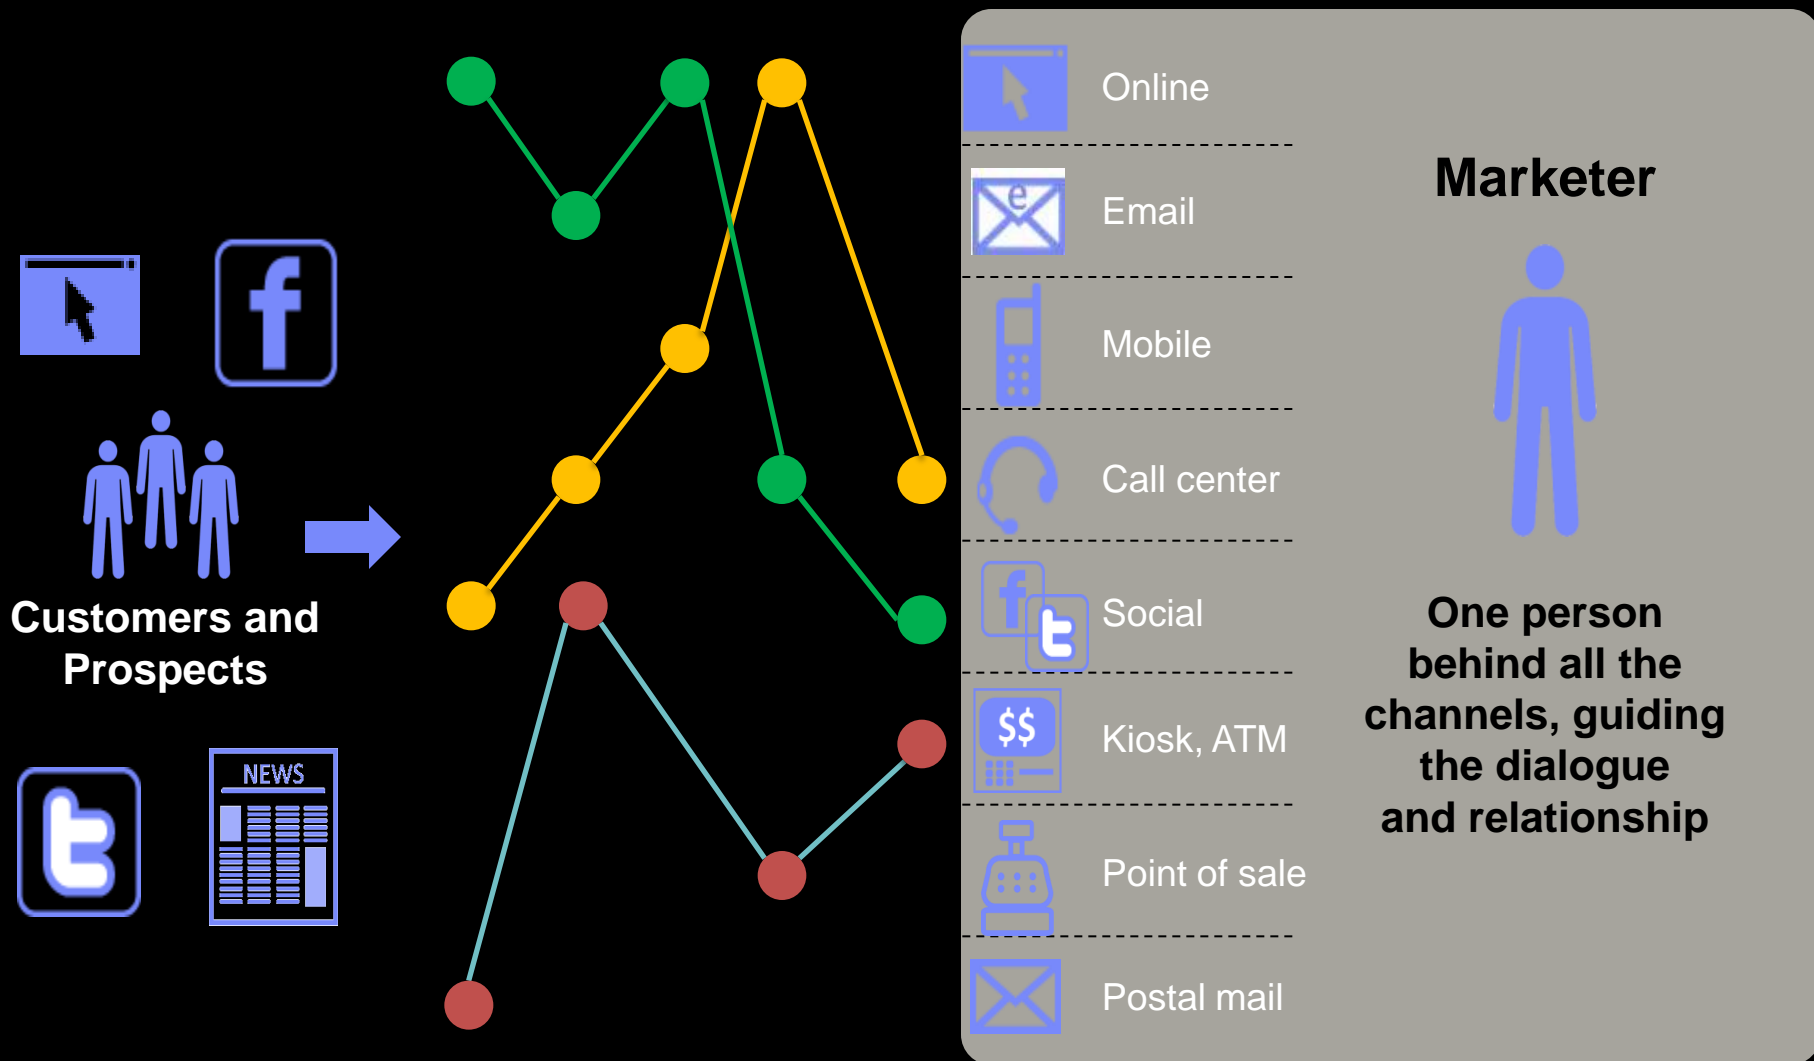 Customers and
Prospects
NEWS
Online
e
Email
Mobile
Call center
Social
$$
Kiosk, ATM
Point of sale
Postal mail
Marketer
One person
behind all the
channels, guiding
the dialogue
and relationship